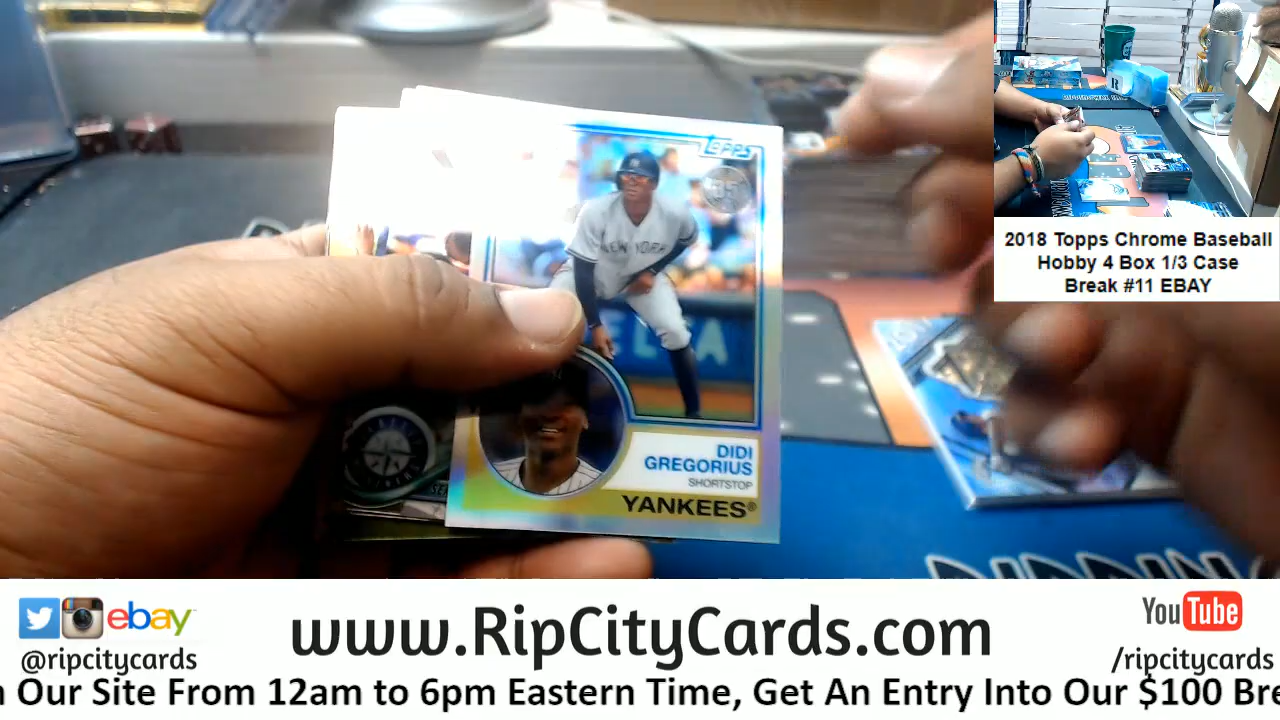 TOPPS
35
NEW YORK
DIDI
GREGORIUS
SHORTSTOP
YANKEES®
2018 Topps Chrome Baseball
Hobby 4 Box 1/3 Case
Break #11 EBAY
ebay
@ripcitycards
www.RipCityCards.com
YouTube
/ripcitycards
n Our Site From 12am to 6pm Eastern Time, Get An Entry Into Our $100 Bre